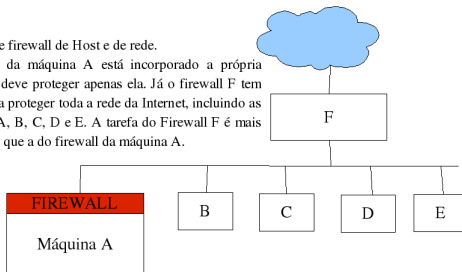 e firewall de Host e de rede.
da máquina A está incorporado a própria
deve proteger apenas ela. Já o firewall F tem
a proteger toda a rede da Internet, incluindo as
A, B, C, D e E. A tarefa do Firewall F é mais
que a do firewall da máquina A.
F
FIREWALL
Máquina A
B
C
D
E